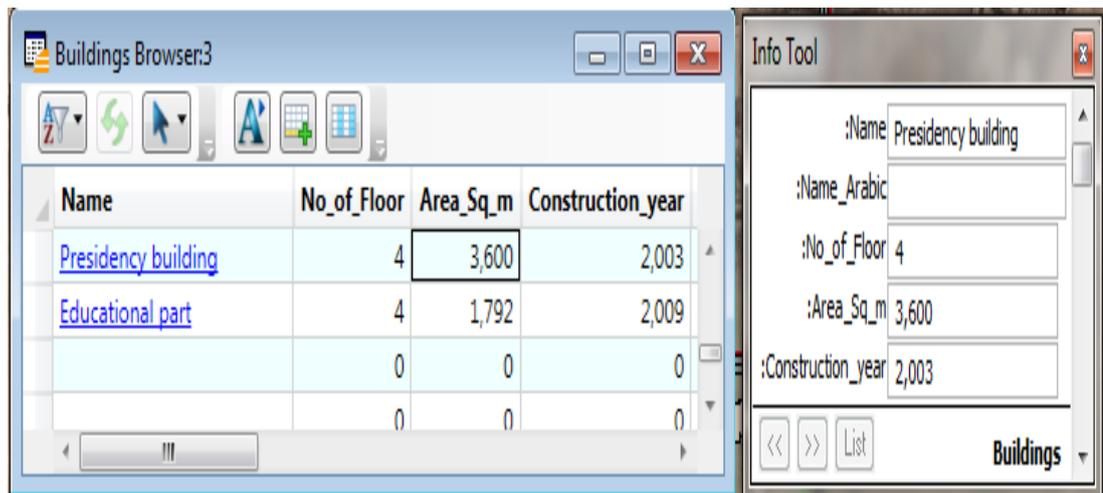 Buildings Browser:3
Name No_of_Floor Area_Sq_m Construction_year
Presidency building 4 3,600 2,003
Educational part 4 1,792 2,009
0 0 0
0 0 0
Info Tool
:Name Presidency building
:Name_Arabic
:No_of_Floor 4
:Area_Sq_m 3,600
:Construction_year 2,003
<< >> List Buildings